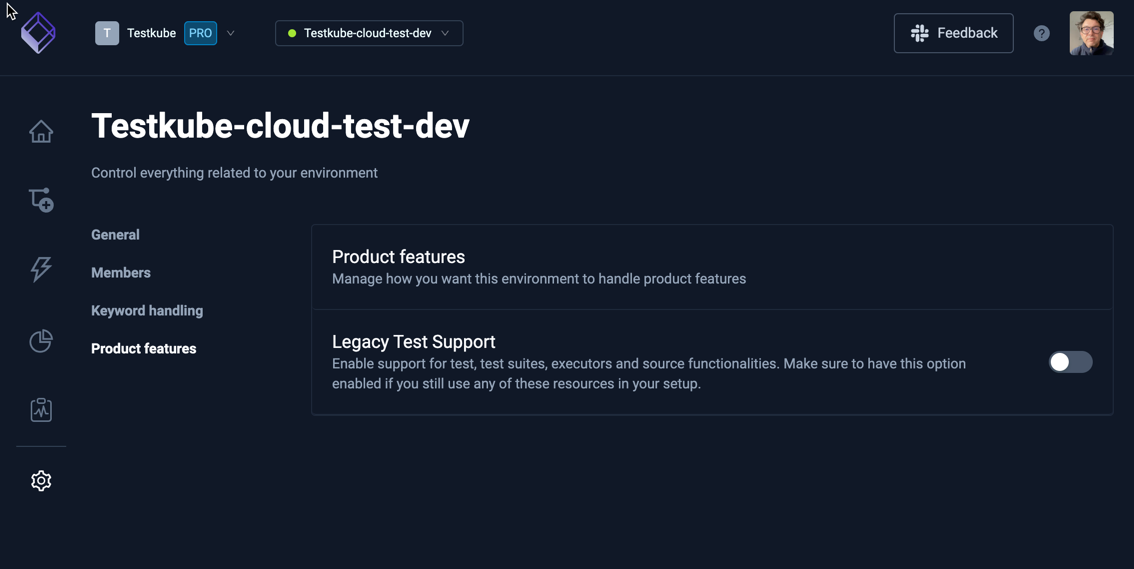 T Testkube PRO Testkube-cloud-test-dev Feedback ?
Testkube-cloud-test-dev
Control everything related to your environment
General
Members
Keyword handling
Product features
Product features
Manage how you want this environment to handle product features
Legacy Test Support
Enable support for test, test suites, executors and source functionalities. Make sure to have this option
enabled if you still use any of these resources in your setup.